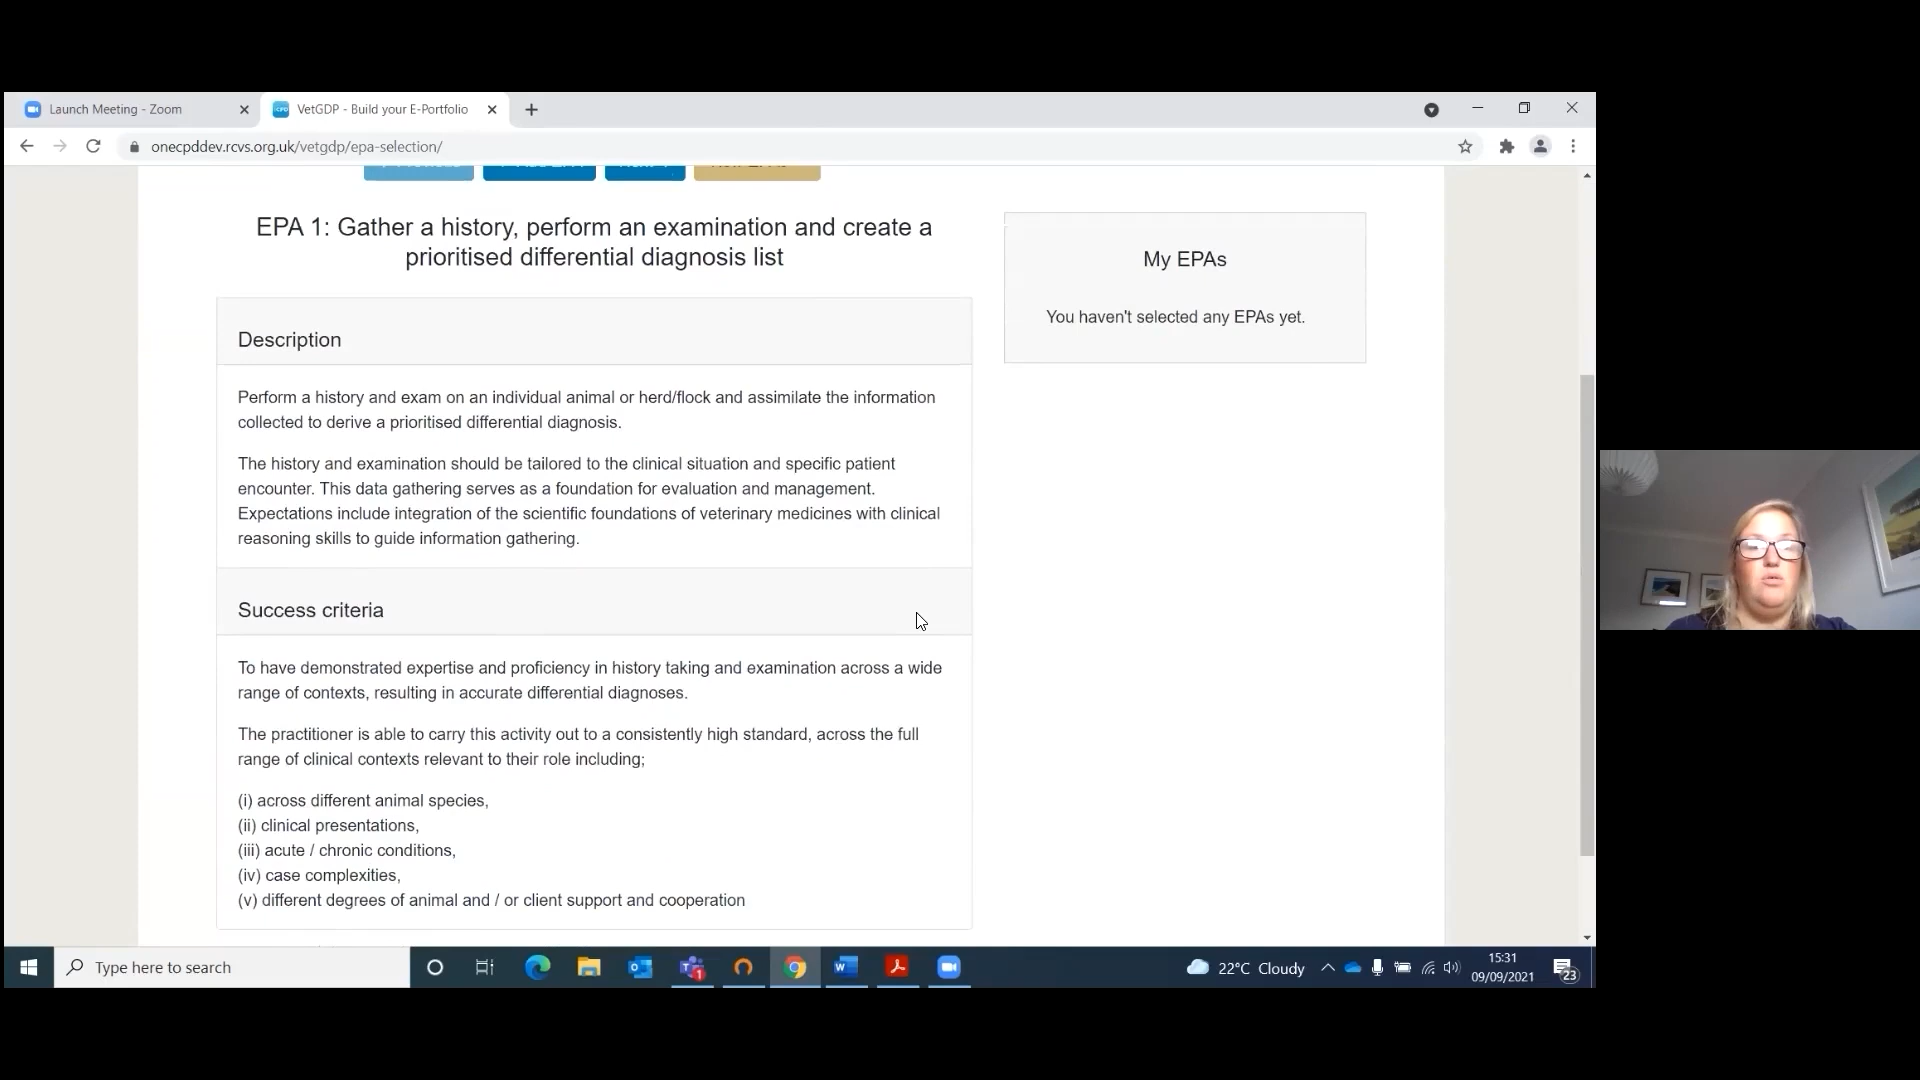 Launch Meeting - Zoom
VetGDP - Build your E-Portfolio
onecpddev.rcvs.org.uk/vetgdp/epa-selection/
EPA 1: Gather a history, perform an examination and create a
prioritised differential diagnosis list
My EPAs
You haven't selected any EPAs yet.
Description
Perform a history and exam on an individual animal or herd/flock and assimilate the information
collected to derive a prioritised differential diagnosis.
The history and examination should be tailored to the clinical situation and specific patient
encounter. This data gathering serves as a foundation for evaluation and management.
Expectations include integration of the scientific foundations of veterinary medicines with clinical
reasoning skills to guide information gathering.
Success criteria
To have demonstrated expertise and proficiency in history taking and examination across a wide
range of contexts, resulting in accurate differential diagnoses.
The practitioner is able to carry this activity out to a consistently high standard, across the full
range of clinical contexts relevant to their role including;
(i) across different animal species,
(ii) clinical presentations,
(iii) acute / chronic conditions,
(iv) case complexities,
(v) different degrees of animal and / or client support and cooperation
Type here to search
22°C Cloudy
15:31
09/09/2021
23